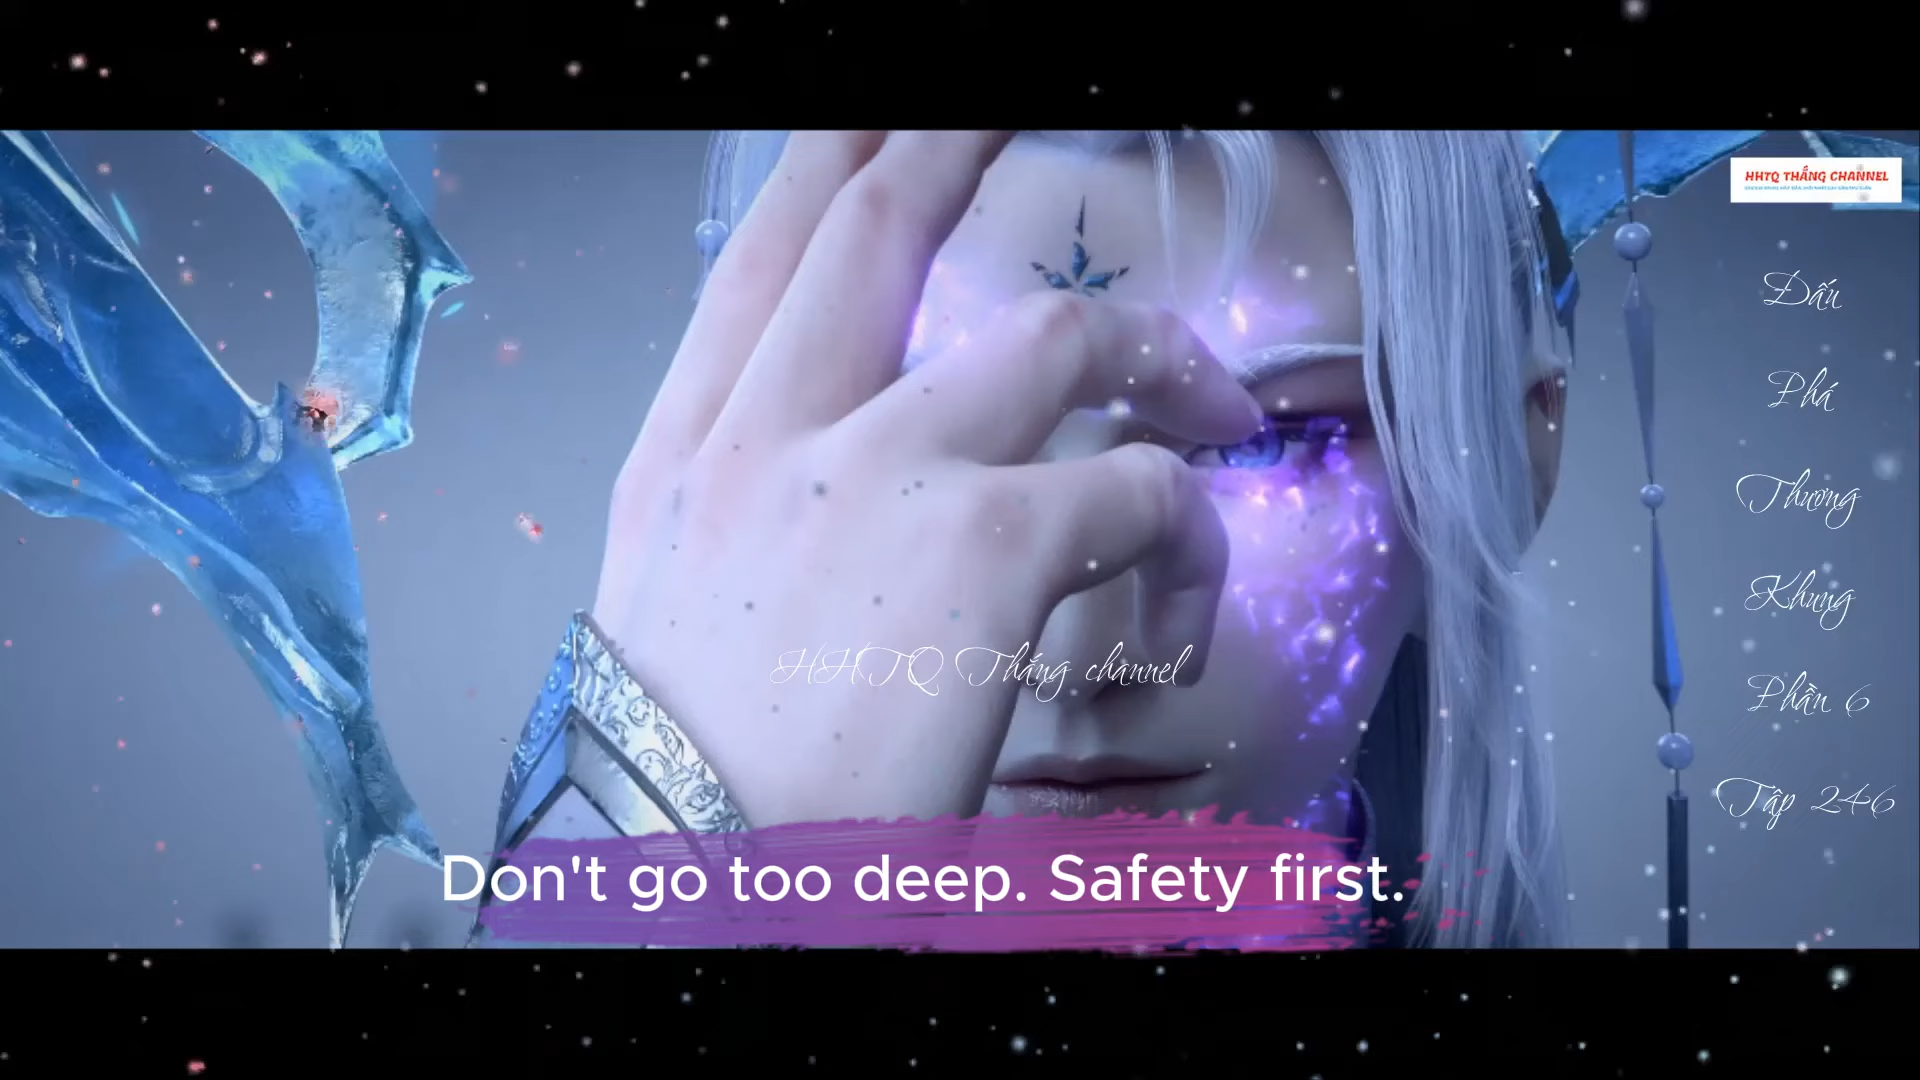 HHTQ THẮNG CHANNEL
Đấu
Phá
Thương
Khung
Phần 6
Tập 246
HHTQ Thắng channel
Don't go too deep. Safety first.